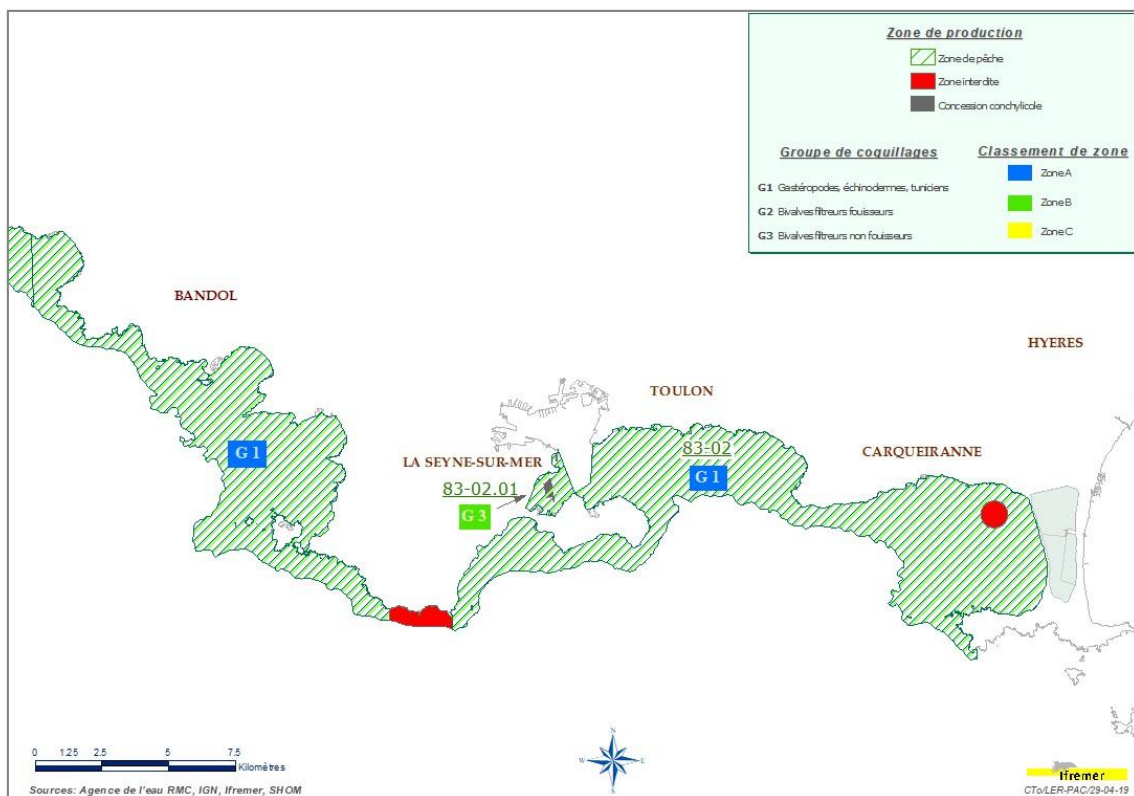 Zone de production
Zone de pêche
Zone interdite
Concession conchylicole
Groupe de coquillages
Classement de zone
G1 Gastéropodes, échinodermes, tuniciers
Zone A
G2 Bivalves filtreurs fouisseurs
Zone B
G3 Bivalves filtreurs non fouisseurs
Zone C
BANDOL
HYERES
TOULON
G 1
LA SEYNE-SUR-MER
83-02
CARQUEIRANNE
83-02.01
G 1
G 3
0 1.25 2.5 5 7.5
Kilomètres
N
W E
S
Sources: Agence de l'eau RMC, IGN, Ifremer, SHOM
Ifremer
CTo/LER-PAC/29-04-19